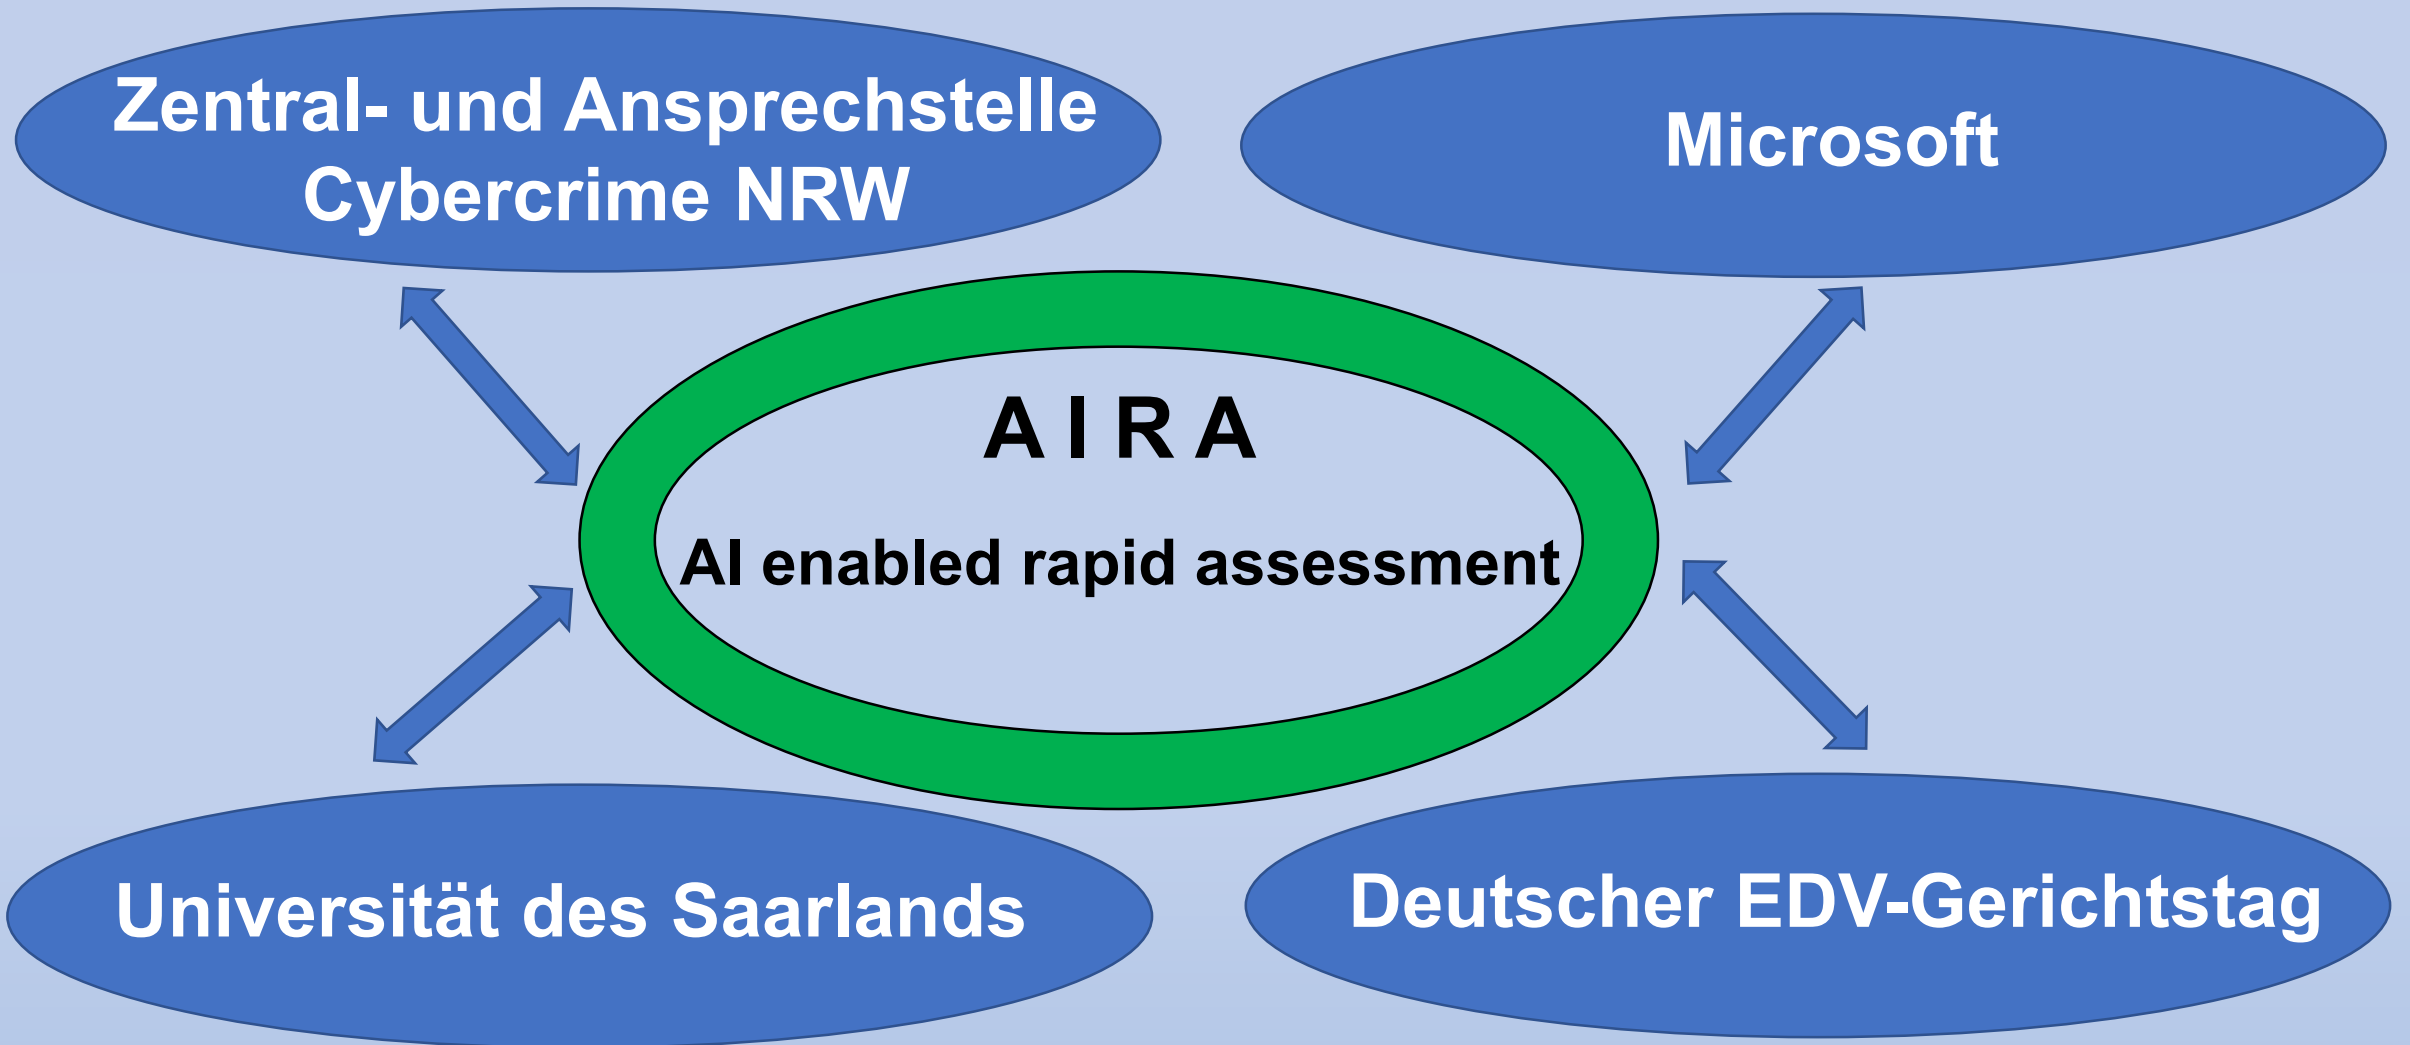 Zentral- und Ansprechstelle
Cybercrime NRW
Microsoft
A I R A
AI enabled rapid assessment
Universität des Saarlands
Deutscher EDV-Gerichtstag